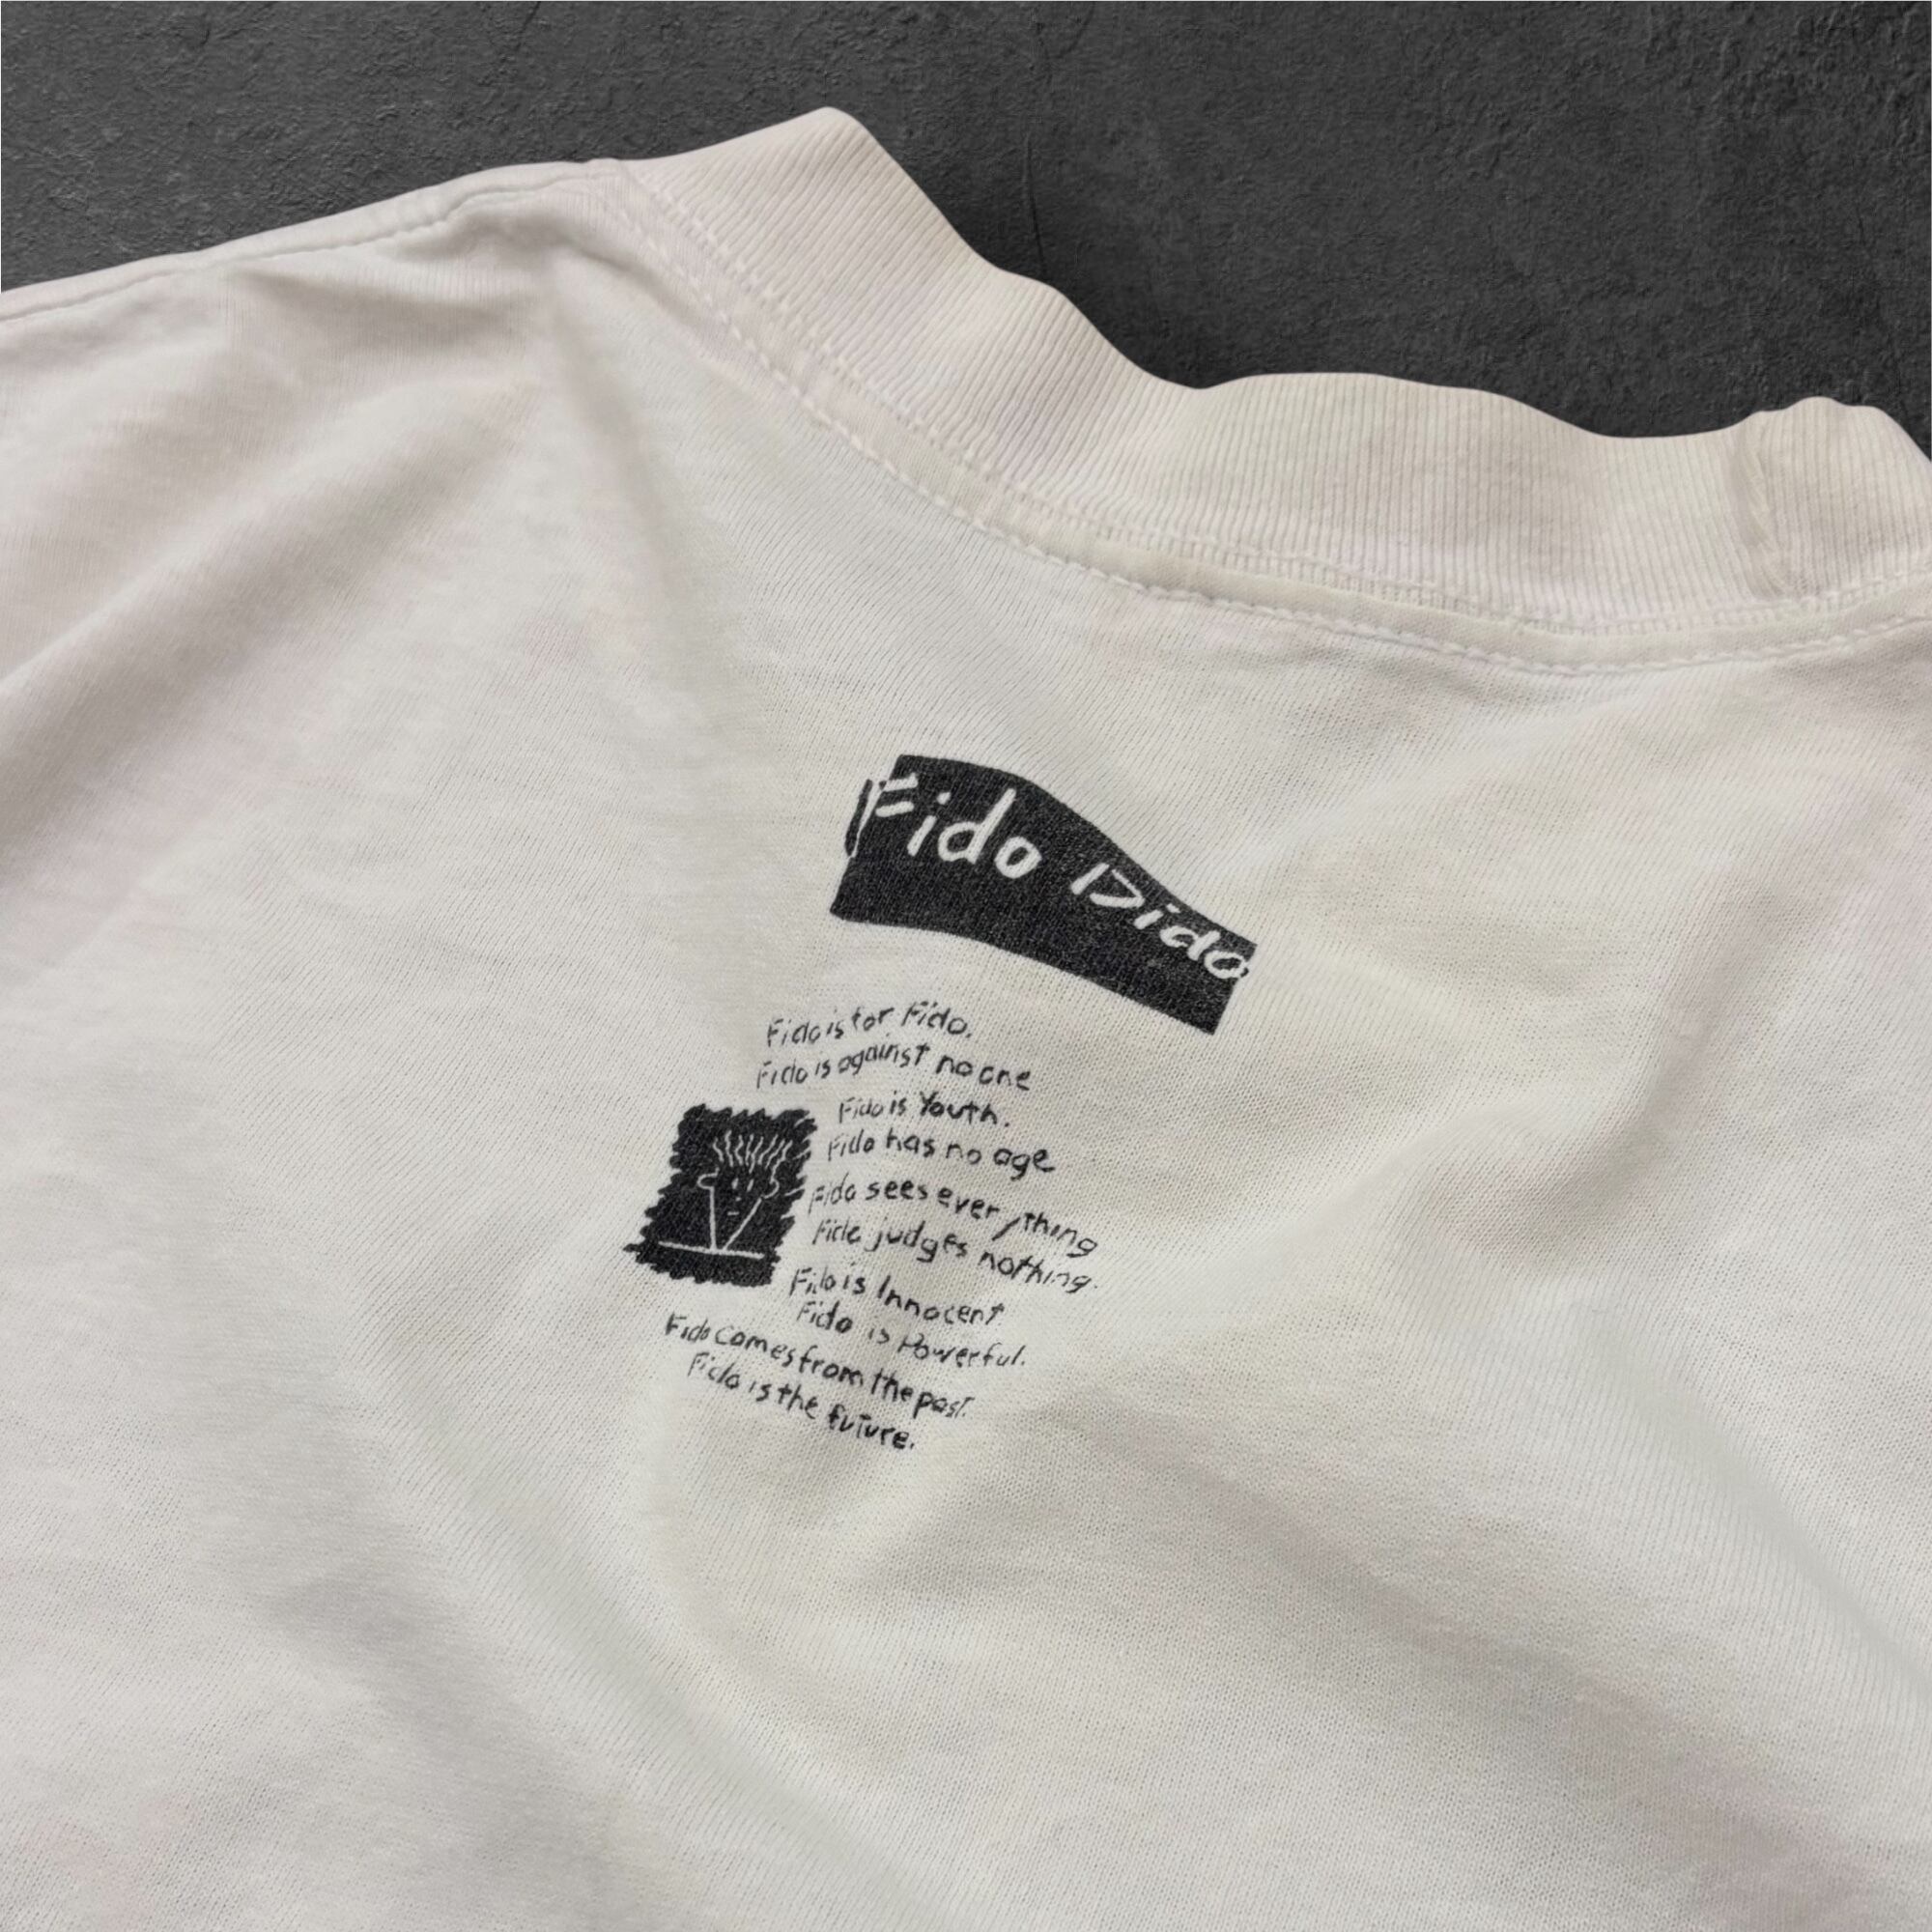 Fido Dido
Fido is for Fido.
Fido is against no one
Fido is Youth.
Fido has no age
Fido sees everything
Fido judges nothing.
Fido is Innocent
Fido is Powerful.
Fido comes from the past.
Fido is the future.